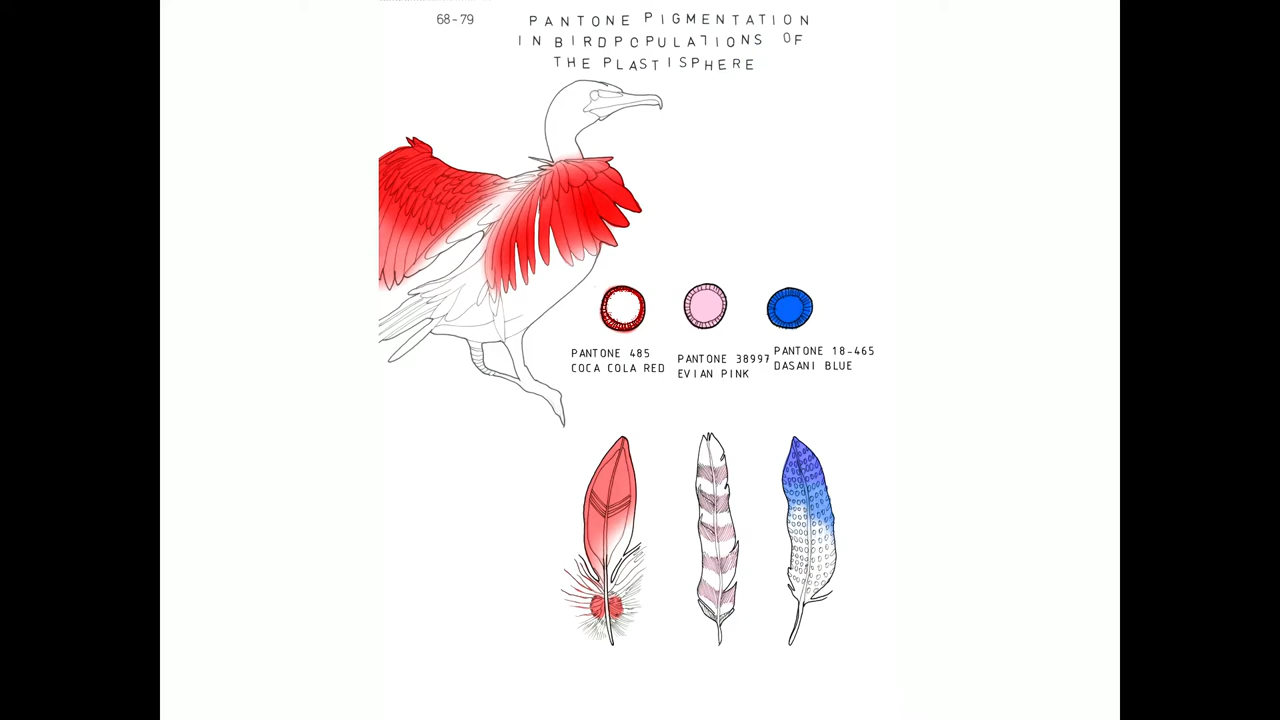 68-79
PANTONE PIGMENTATION
IN BIRDPOPULATIONS OF
THE PLASTISPHERE
PANTONE 485
COCA COLA RED
PANTONE 38997
EVIAN PINK
PANTONE 18-465
DASANI BLUE